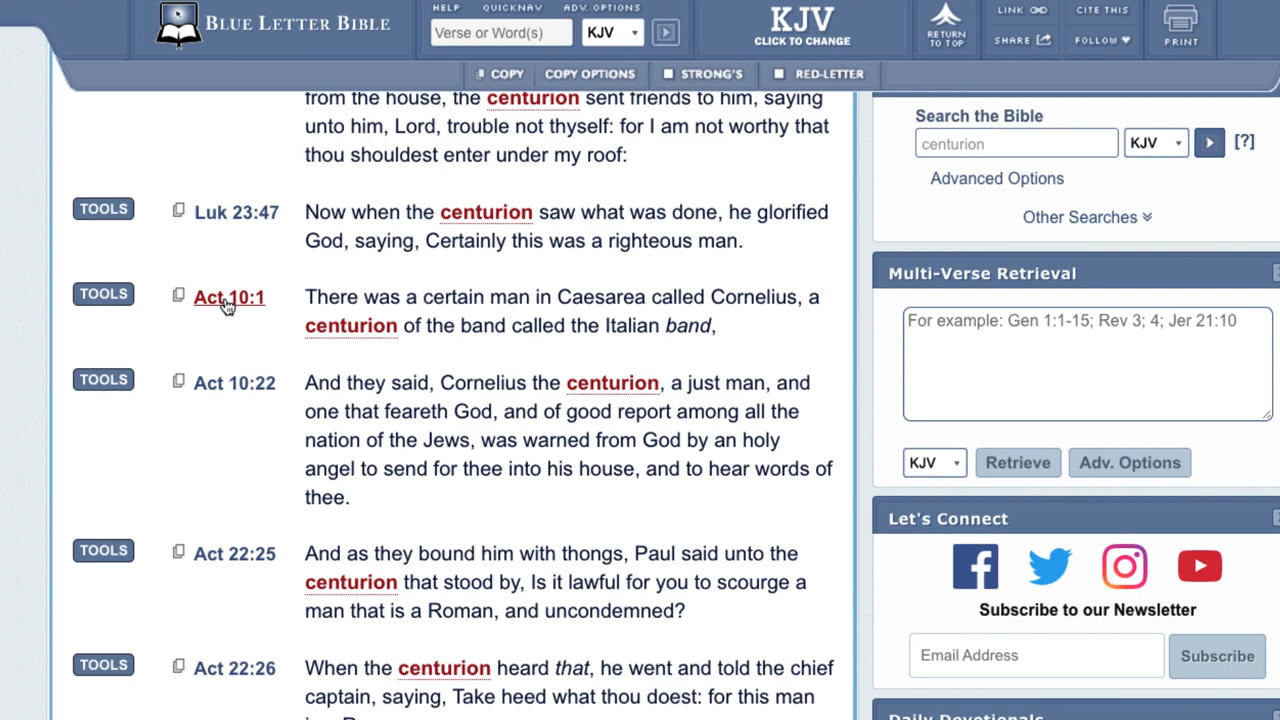 BLUE LETTER BIBLE
HELP QUICKNAV ADV. OPTIONS
Verse or Word(s) KJV
KJV
CLICK TO CHANGE
RETURN
TO TOP
LINK
SHARE
CITE THIS
FOLLOW
PRINT
COPY COPY OPTIONS STRONG'S RED-LETTER
from the house, the centurion sent friends to him, saying
unto him, Lord, trouble not thyself: for I am not worthy that
thou shouldest enter under my roof:
TOOLS Luk 23:47 Now when the centurion saw what was done, he glorified
God, saying, Certainly this was a righteous man.
TOOLS Act 10:1 There was a certain man in Caesarea called Cornelius, a
centurion of the band called the Italian band,
TOOLS Act 10:22 And they said, Cornelius the centurion, a just man, and
one that feareth God, and of good report among all the
nation of the Jews, was warned from God by an holy
angel to send for thee into his house, and to hear words of
thee.
TOOLS Act 22:25 And as they bound him with thongs, Paul said unto the
centurion that stood by, Is it lawful for you to scourge a
man that is a Roman, and uncondemned?
TOOLS Act 22:26 When the centurion heard that, he went and told the chief
captain, saying, Take heed what thou doest: for this man
Search the Bible
centurion KJV [?]
Advanced Options
Other Searches
Multi-Verse Retrieval
For example: Gen 1:1-15; Rev 3; 4; Jer 21:10
KJV Retrieve Adv. Options
Let's Connect
Subscribe to our Newsletter
Email Address Subscribe
Daily Devotionals